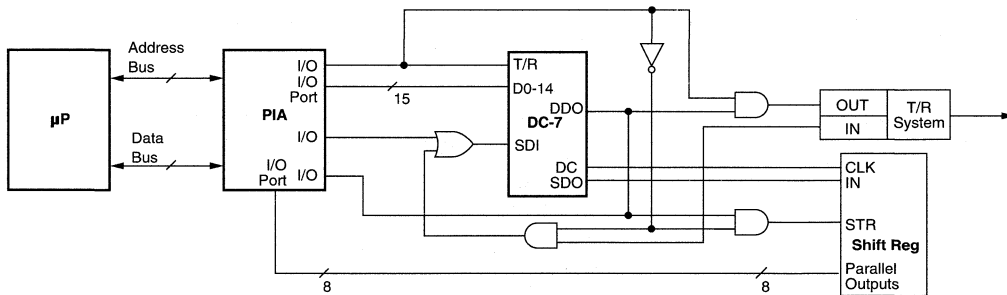 µP
Address
Bus
Data
Bus
PIA
I/O
I/O
Port
I/O
I/O
Port
I/O
15
T/R
D0-14
DDO
DC-7
SDI
DC
SDO
OUT
IN
T/R
System
CLK
IN
STR
Shift Reg
Parallel
Outputs
8
8